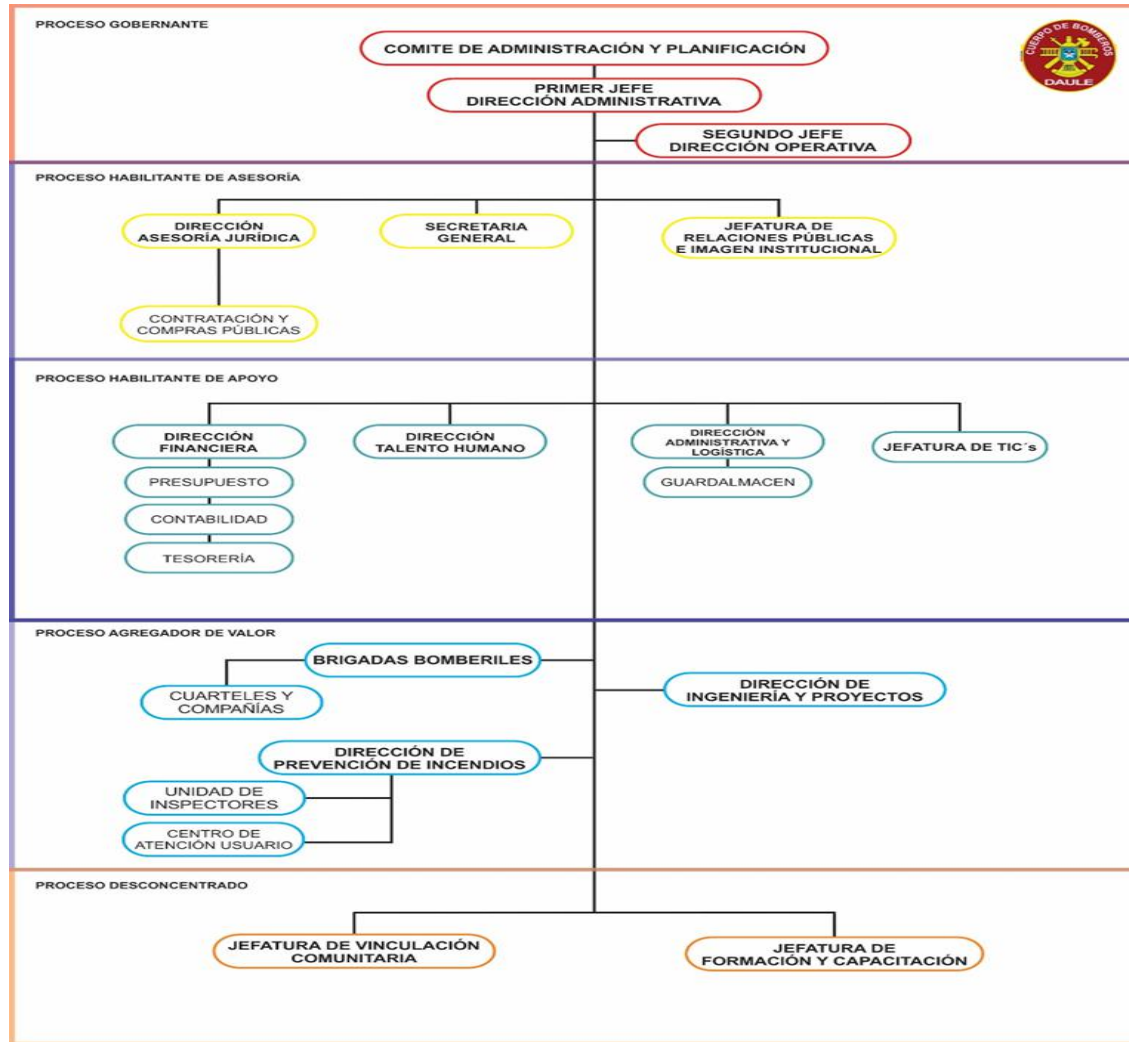 PROCESO GOBERNANTE
COMITE DE ADMINISTRACIÓN Y PLANIFICACIÓN
CUERPO DE BOMBEROS
DAULE
PRIMER JEFE
DIRECCIÓN ADMINISTRATIVA
SEGUNDO JEFE
DIRECCIÓN OPERATIVA
PROCESO HABILITANTE DE ASESORÍA
DIRECCIÓN
ASESORÍA JURÍDICA
SECRETARIA
GENERAL
JEFATURA DE
RELACIONES PÚBLICAS
E IMAGEN INSTITUCIONAL
CONTRATACIÓN Y
COMPRAS PÚBLICAS
PROCESO HABILITANTE DE APOYO
DIRECCIÓN
FINANCIERA
DIRECCIÓN
TALENTO HUMANO
DIRECCIÓN
ADMINISTRATIVA Y
LOGÍSTICA
JEFATURA DE TIC´s
PRESUPUESTO
GUARDALMACEN
CONTABILIDAD
TESORERÍA
PROCESO AGREGADOR DE VALOR
BRIGADAS BOMBERILES
CUARTELES Y
COMPAÑÍAS
DIRECCIÓN DE
INGENIERÍA Y PROYECTOS
DIRECCIÓN DE
PREVENCIÓN DE INCENDIOS
UNIDAD DE
INSPECTORES
CENTRO DE
ATENCIÓN USUARIO
PROCESO DESCONCENTRADO
JEFATURA DE VINCULACIÓN
COMUNITARIA
JEFATURA DE
FORMACIÓN Y CAPACITACIÓN